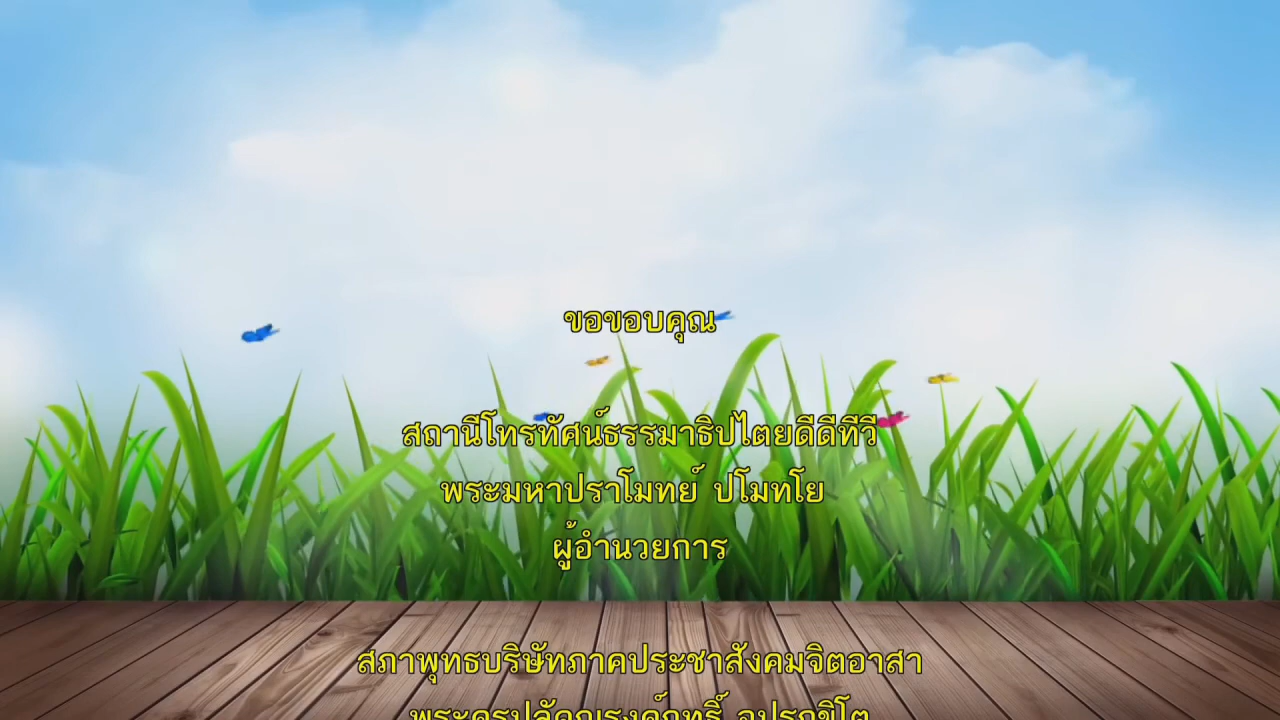 ขอขอบคุณ
สถานีโทรทัศน์ธรรมาธิปไตยดีดีทีวี
พระมหาปราโมทย์ ปโมทโย
ผู้อำนวยการ
สภาพุทธบริษัทภาคประชาสังคมจิตอาสา